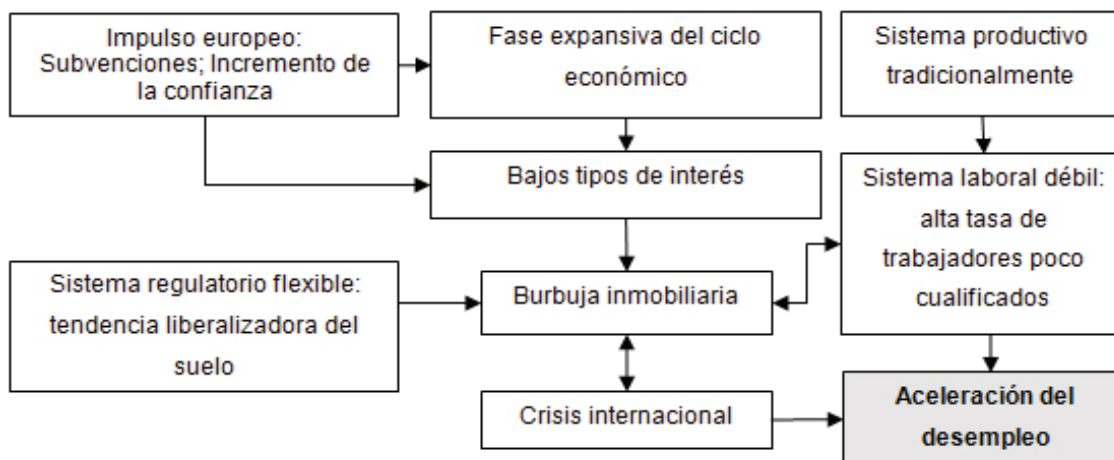 Impulso europeo:
Subvenciones; Incremento de
la confianza
Fase expansiva del ciclo
económico
Sistema productivo
tradicionalmente
Bajos tipos de interés
Sistema laboral débil:
alta tasa de
trabajadores poco
cualificados
Sistema regulatorio flexible:
tendencia liberalizadora del
suelo
Burbuja inmobiliaria
Crisis internacional
Aceleración del
desempleo